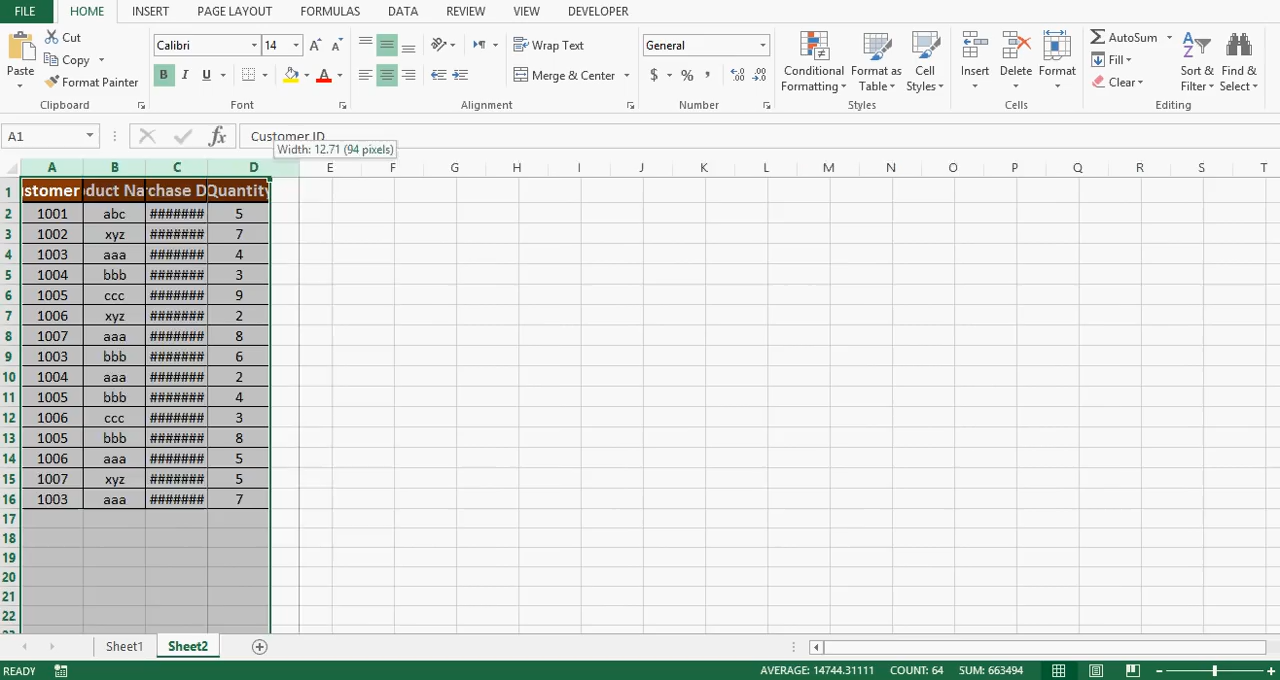 FILE HOME INSERT PAGE LAYOUT FORMULAS DATA REVIEW VIEW DEVELOPER
Paste
Cut
Copy
Format Painter
Clipboard
Calibri 14 A A
B I U A
Font
Wrap Text
Merge & Center
Alignment
General
$ % ,
Number
Conditional Formatting
Format as Table
Cell Styles
Styles
Insert
Delete
Format
Cells
AutoSum
Fill
Clear
Sort & Filter
Find & Select
Editing
A1 fx Customer ID
Width: 12.71 (94 pixels)
A B C D E F G H I J K L M N O P Q R S T
1 stomer duct Na chase D Quantity
2 1001 abc ####### 5
3 1002 xyz ####### 7
4 1003 aaa ####### 4
5 1004 bbb ####### 3
6 1005 ccc ####### 9
7 1006 xyz ####### 2
8 1007 aaa ####### 8
9 1003 bbb ####### 6
10 1004 aaa ####### 2
11 1005 bbb ####### 4
12 1006 ccc ####### 3
13 1005 bbb ####### 8
14 1006 aaa ####### 5
15 1007 xyz ####### 5
16 1003 aaa ####### 7
17
18
19
20
21
22
Sheet1 Sheet2
READY AVERAGE: 14744.31111 COUNT: 64 SUM: 663494